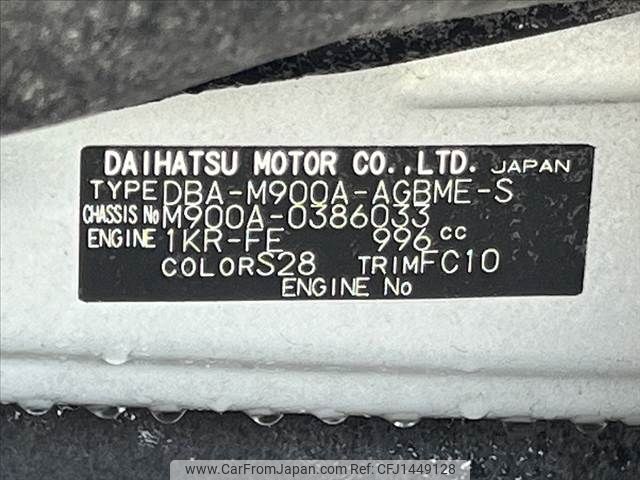 DAIHATSU MOTOR CO.,LTD. JAPAN
TYPE DBA-M900A-AGBME-S
CHASSIS No M900A-0386033
ENGINE 1KR-FE 996 cc
COLOR S28 TRIM FC10
ENGINE No
www.CarFromJapan.com - CFJ1449128